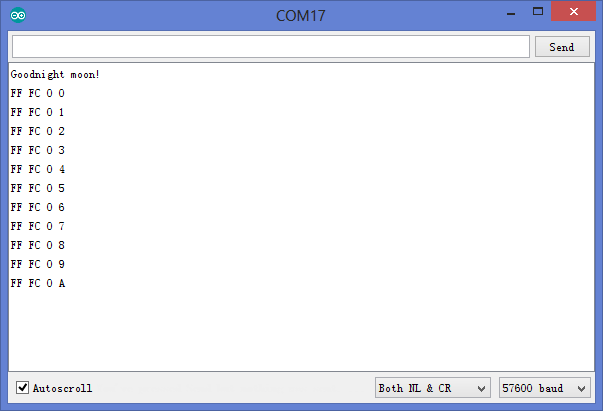 COM17
Send
Goodnight moon!
FF FC 0 0
FF FC 0 1
FF FC 0 2
FF FC 0 3
FF FC 0 4
FF FC 0 5
FF FC 0 6
FF FC 0 7
FF FC 0 8
FF FC 0 9
FF FC 0 A
Autoscroll
Both NL & CR
57600 baud